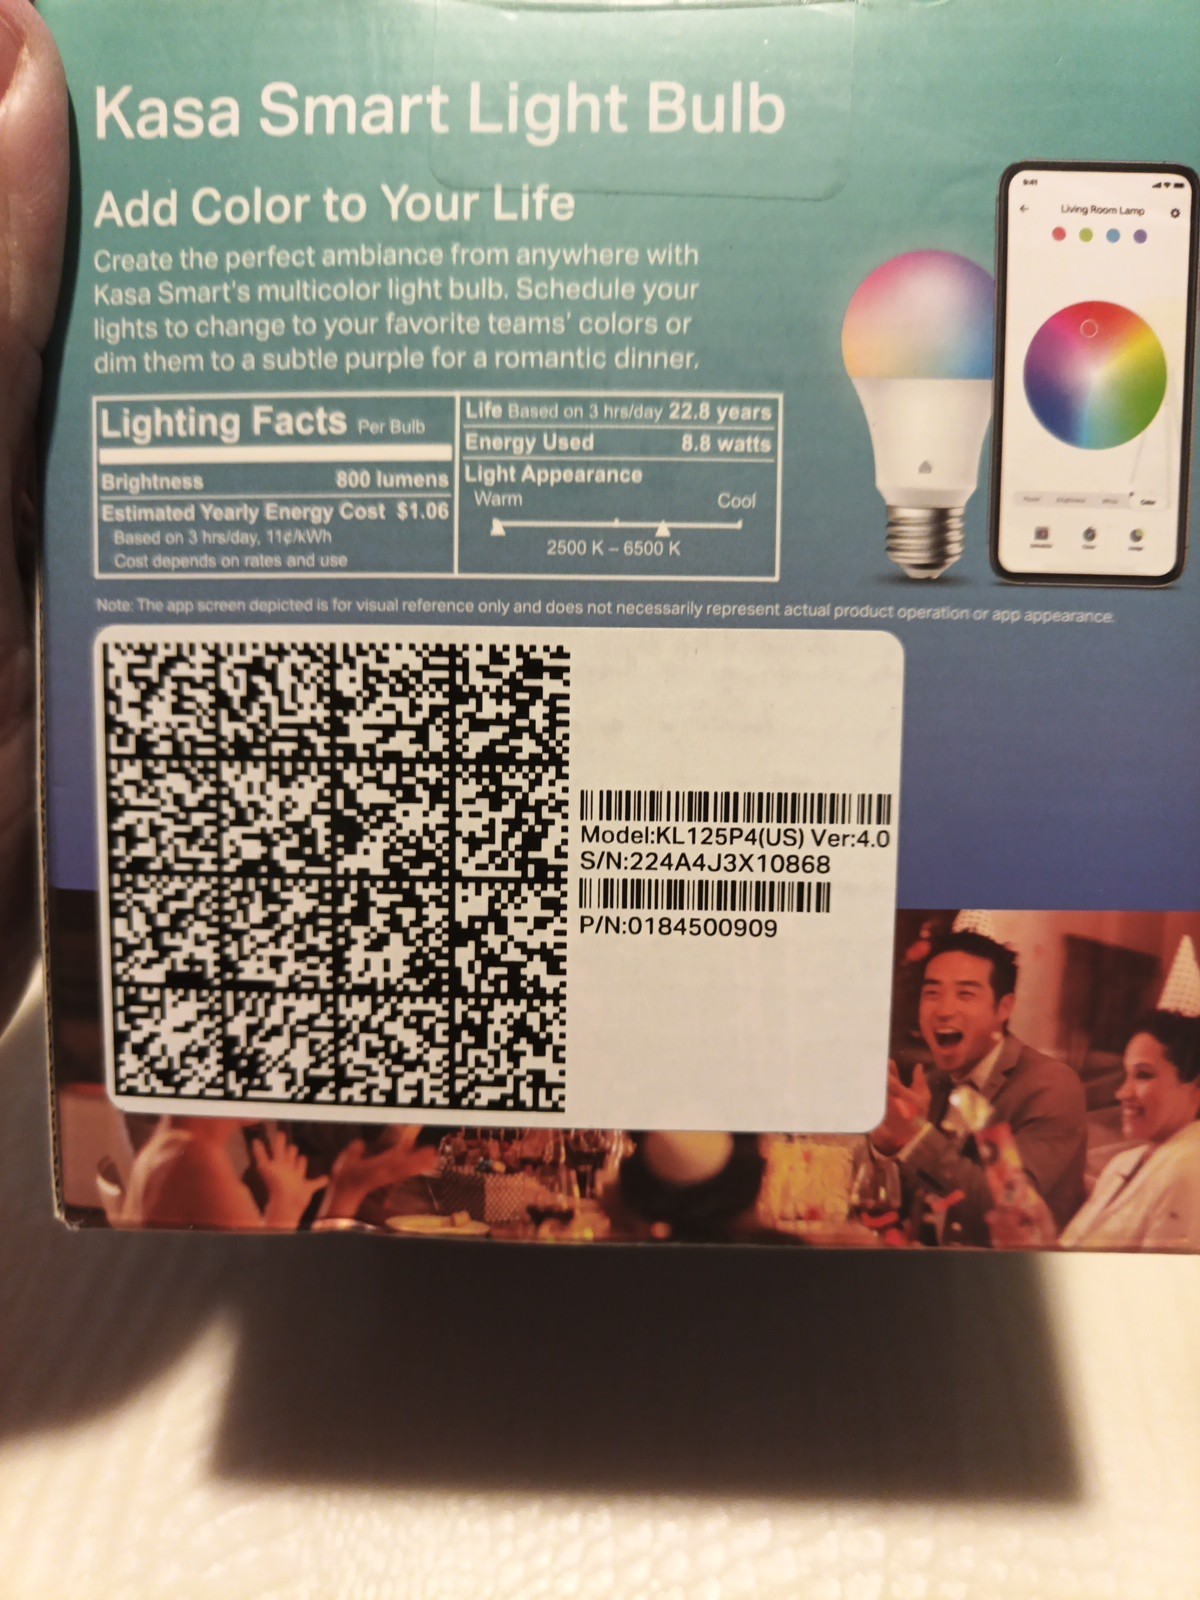 Kasa Smart Light Bulb
Add Color to Your Life
Create the perfect ambiance from anywhere with
Kasa Smart's multicolor light bulb. Schedule your
lights to change to your favorite teams' colors or
dim them to a subtle purple for a romantic dinner.
Lighting Facts Per Bulb
Brightness 800 lumens
Estimated Yearly Energy Cost $1.06
Based on 3 hrs/day, 11¢/kWh
Cost depends on rates and use
Life Based on 3 hrs/day 22.8 years
Energy Used 8.8 watts
Light Appearance
Warm Cool
2500 K – 6500 K
9:41
Living Room Lamp
Color
Note: The app screen depicted is for visual reference only and does not necessarily represent actual product operation or app appearance.
Model:KL125P4(US) Ver:4.0
S/N:224A4J3X10868
P/N:0184500909